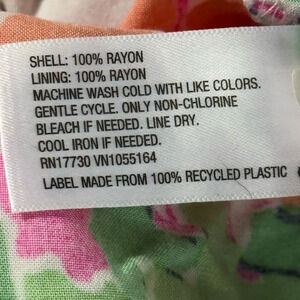 SHELL: 100% RAYON
LINING: 100% RAYON
MACHINE WASH COLD WITH LIKE COLORS.
GENTLE CYCLE. ONLY NON-CHLORINE
BLEACH IF NEEDED. LINE DRY.
COOL IRON IF NEEDED.
RN17730 VN1055164
LABEL MADE FROM 100% RECYCLED PLASTIC